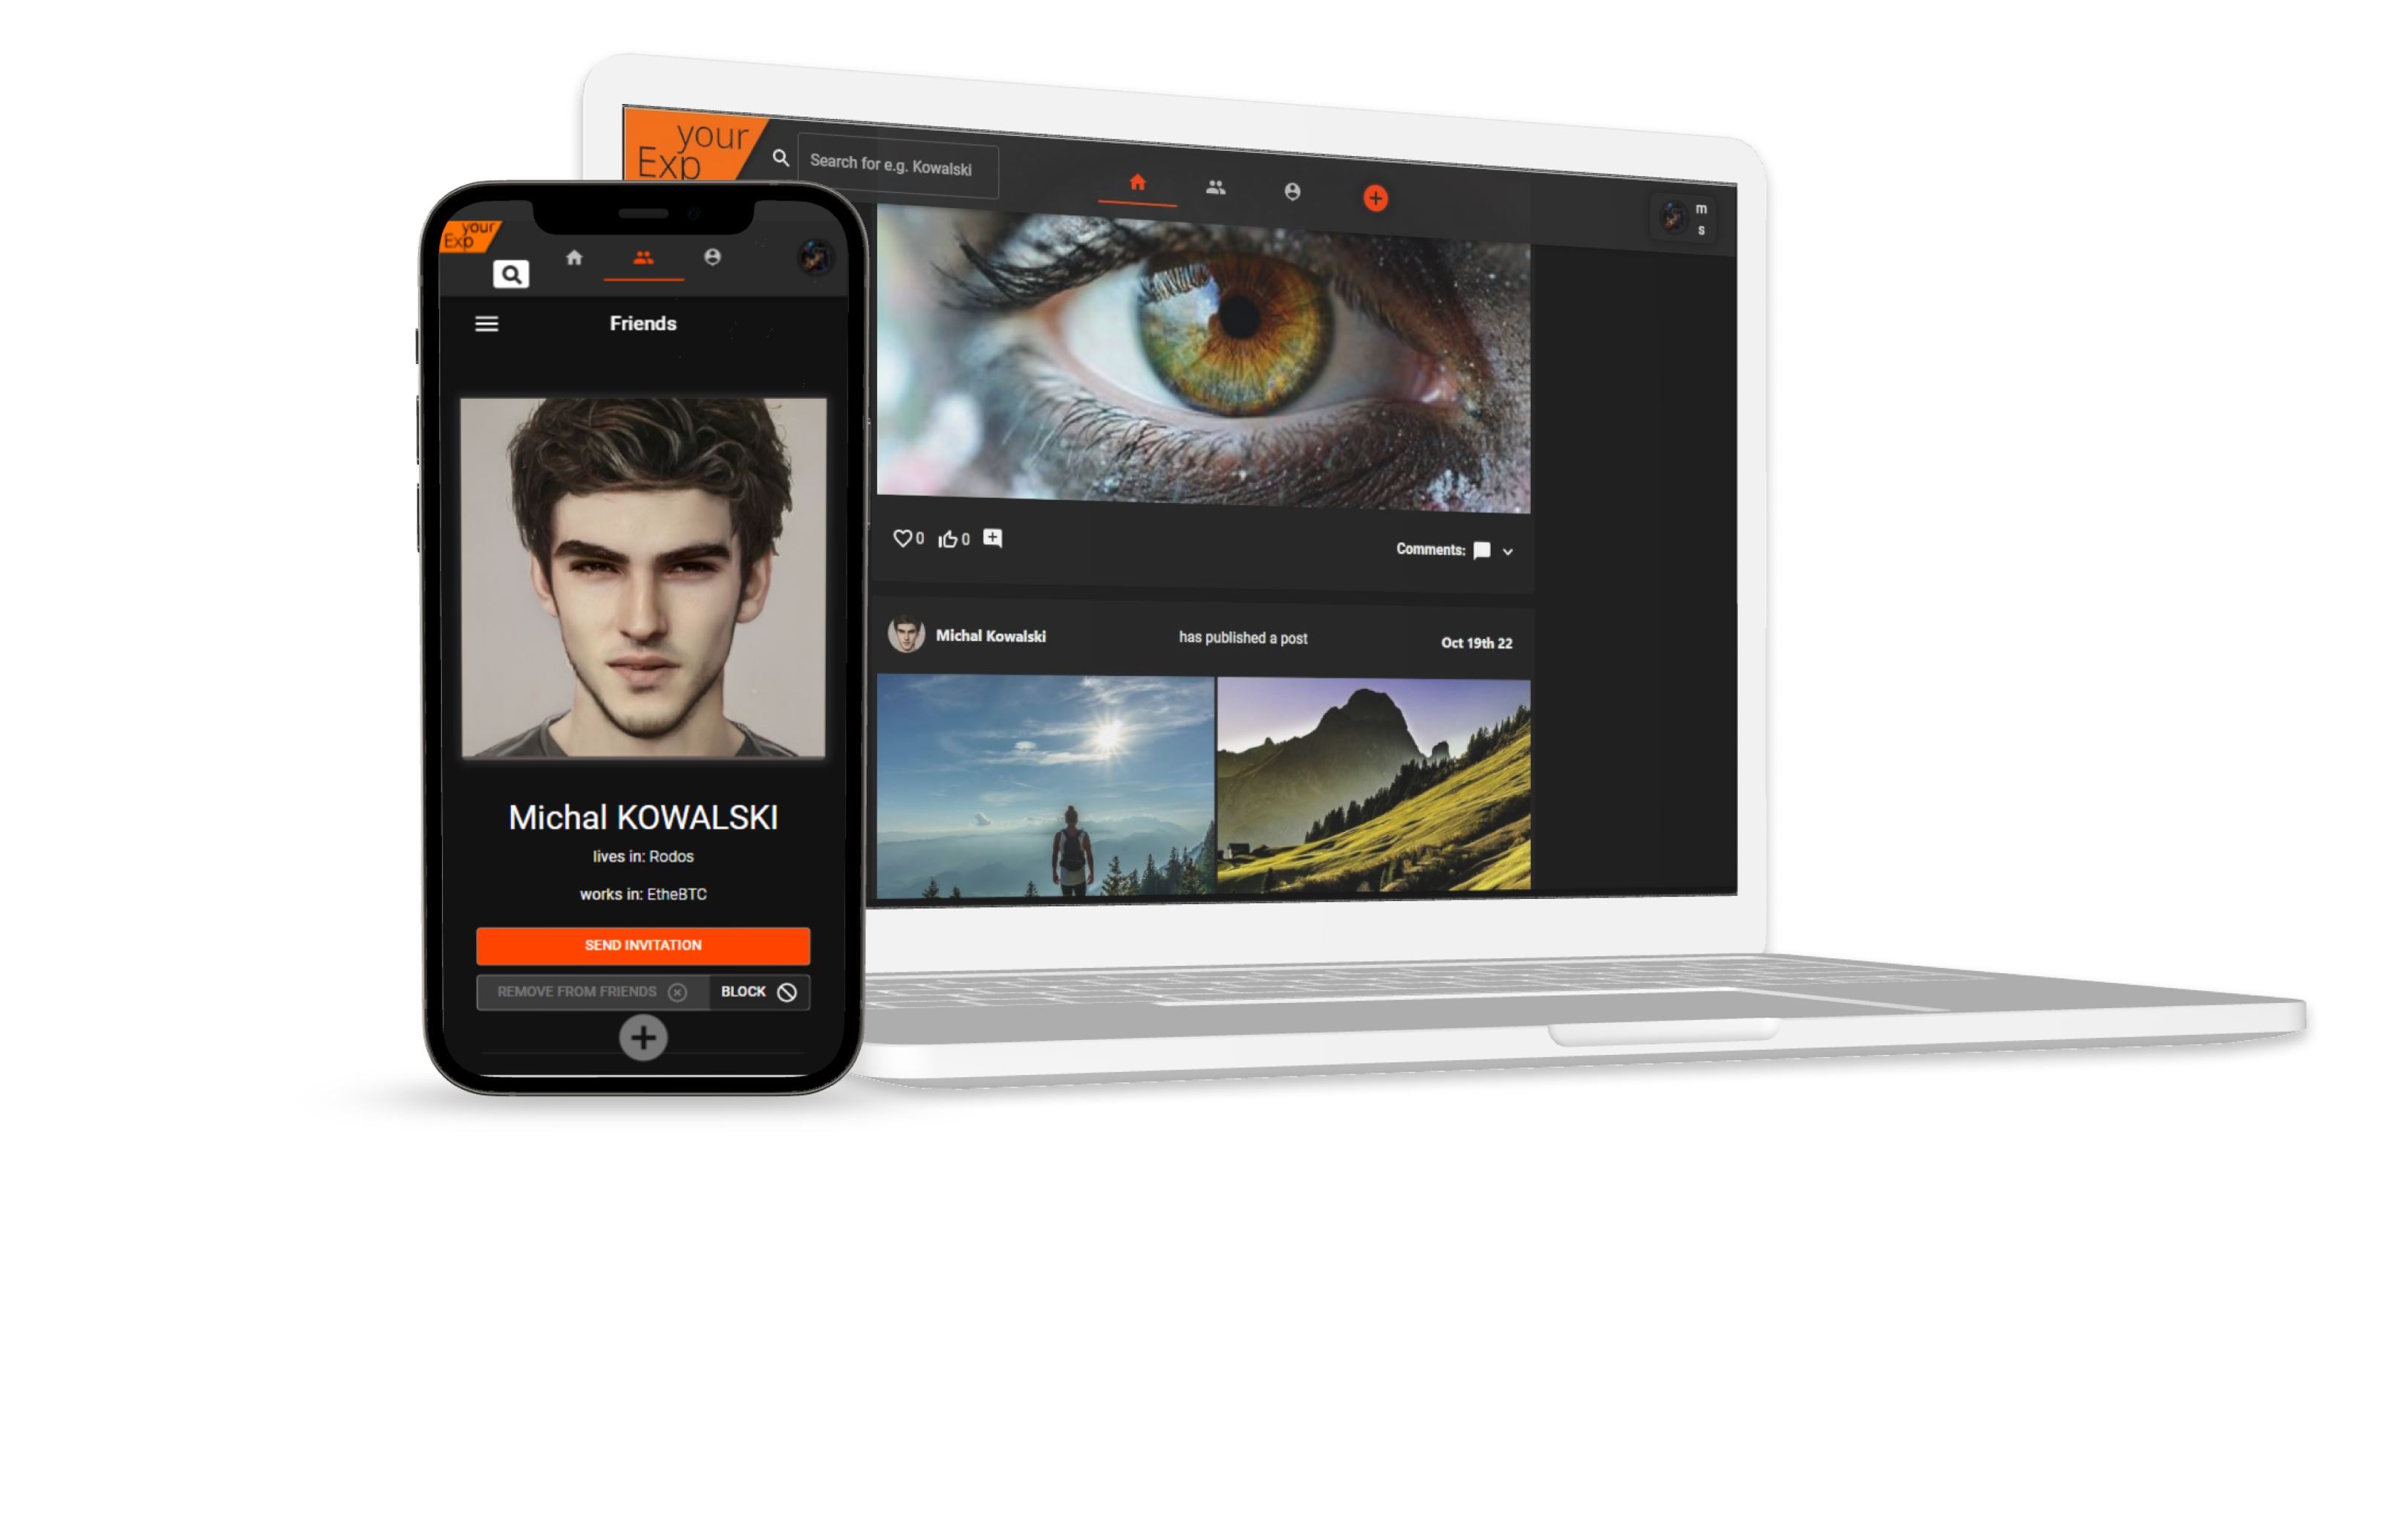 your
Exp
Search for e.g. Kowalski
m
s
0 0
Comments:
Michal Kowalski has published a post Oct 19th 22
your
Exp
Friends
Michal KOWALSKI
lives in: Rodos
works in: EtheBTC
SEND INVITATION
REMOVE FROM FRIENDS BLOCK